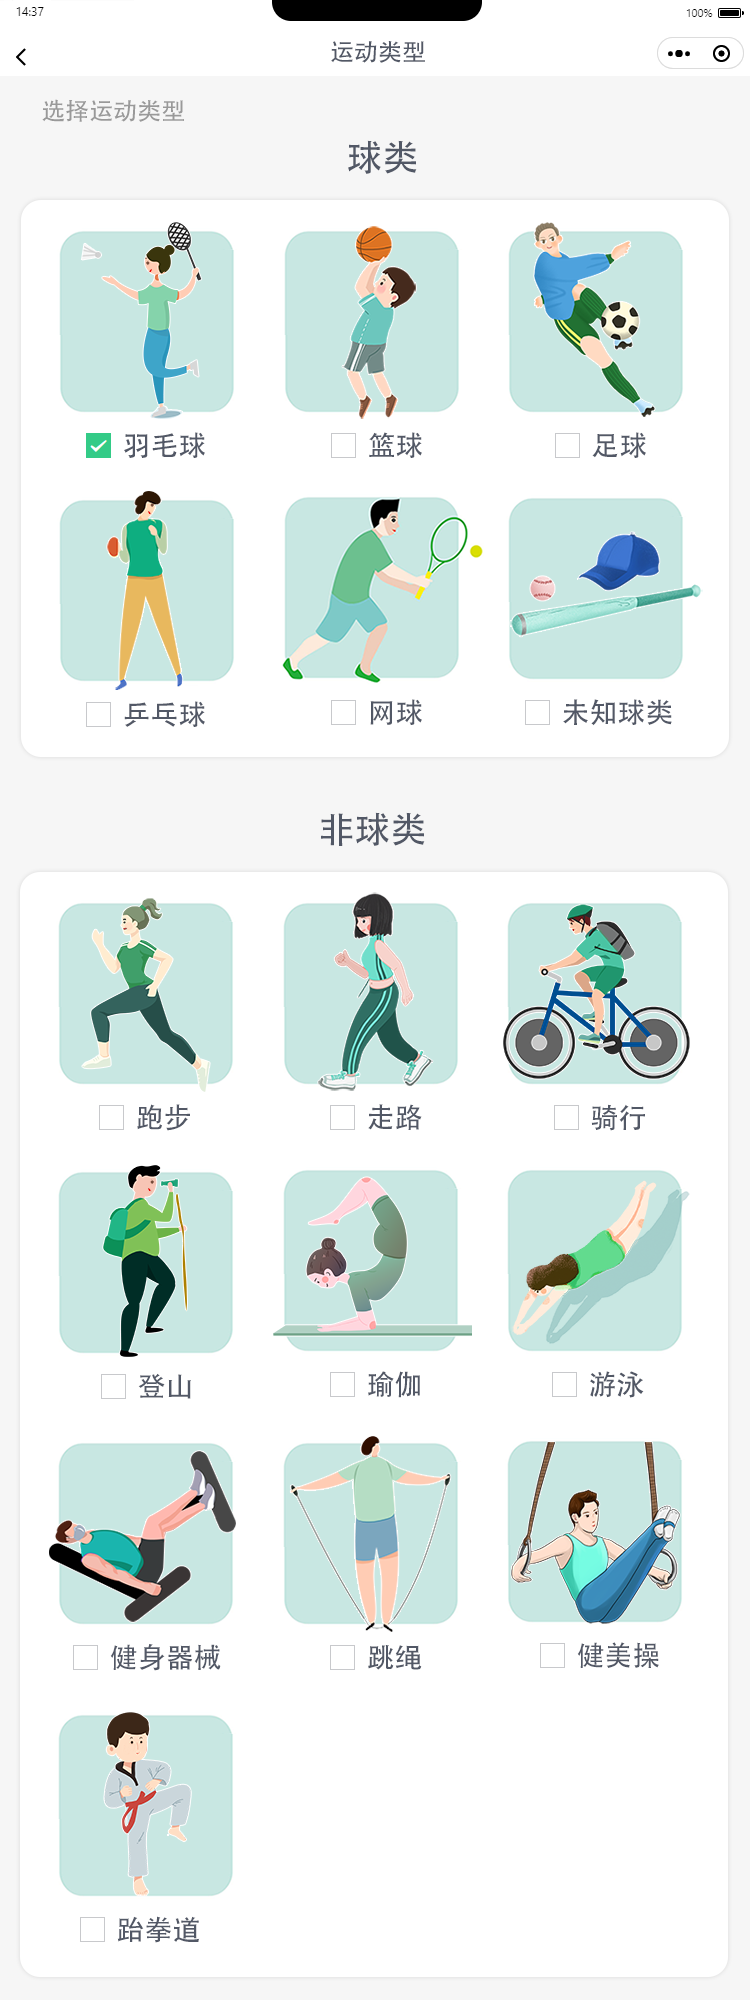 14:37
100%
运动类型
选择运动类型
球类
羽毛球
篮球
足球
乒乓球
网球
未知球类
非球类
跑步
走路
骑行
登山
瑜伽
游泳
健身器械
跳绳
健美操
跆拳道